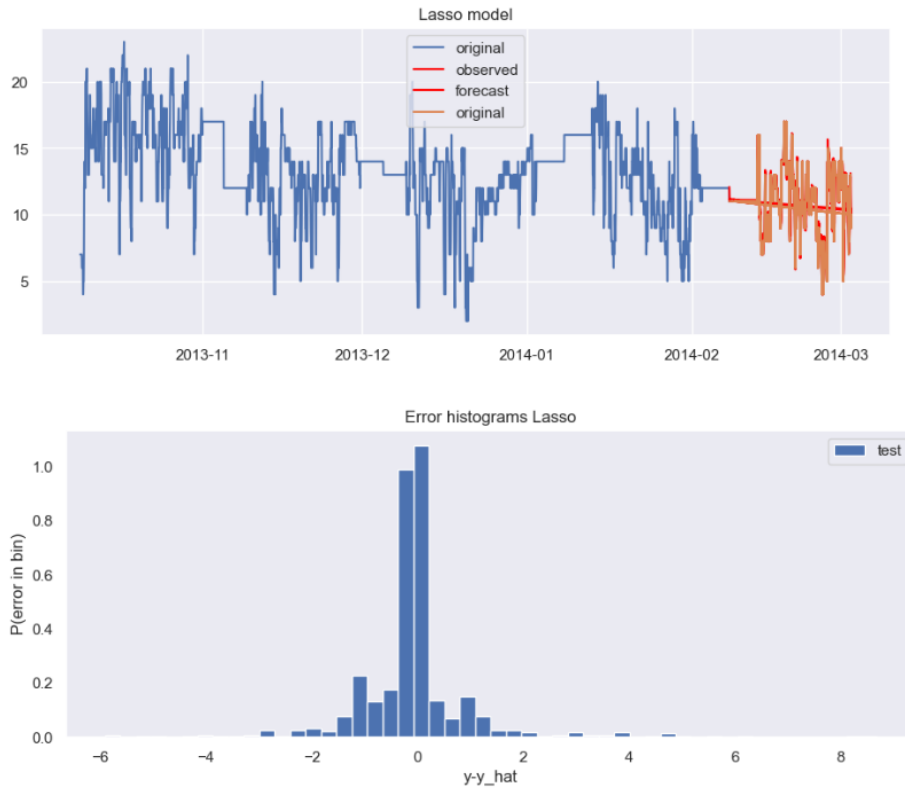 Lasso model
original
observed
forecast
original
20
15
10
5
2013-11 2013-12 2014-01 2014-02 2014-03
Error histograms Lasso
test
P(error in bin)
1.0
0.8
0.6
0.4
0.2
0.0
−6 −4 −2 0 2 4 6 8
y-y_hat